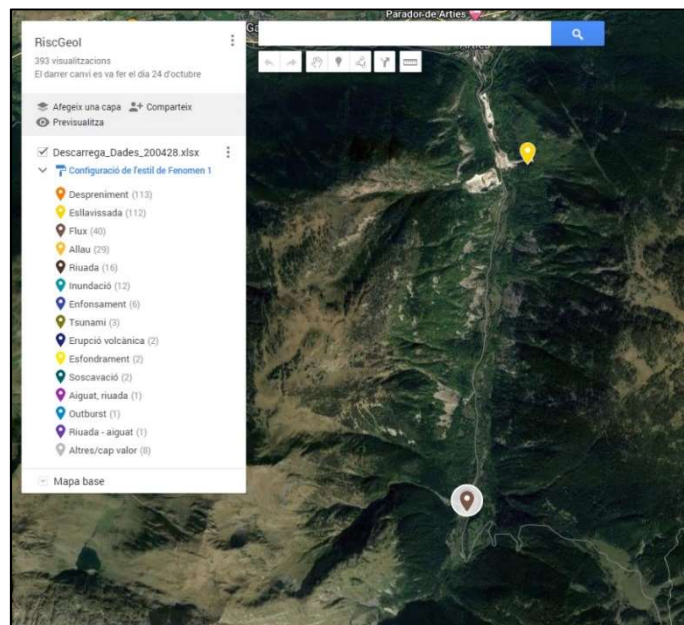 Parador de Arties
Ga
Arties
RiscGeol
393 visualitzacions
El darrer canvi es va fer el dia 24 d'octubre
Afegeix una capa Comparteix
Previsualitza
Descarrega_Dades_200428.xlsx
Configuració de l'estil de Fenomen 1
Despreniment (113)
Esllavissada (112)
Flux (40)
Allau (29)
Riuada (16)
Inundació (12)
Enfonsament (6)
Tsunami (3)
Erupció volcànica (2)
Esfondrament (2)
Soscavació (2)
Aiguat, riuada (1)
Outburst (1)
Riuada - aiguat (1)
Altres/cap valor (8)
Mapa base